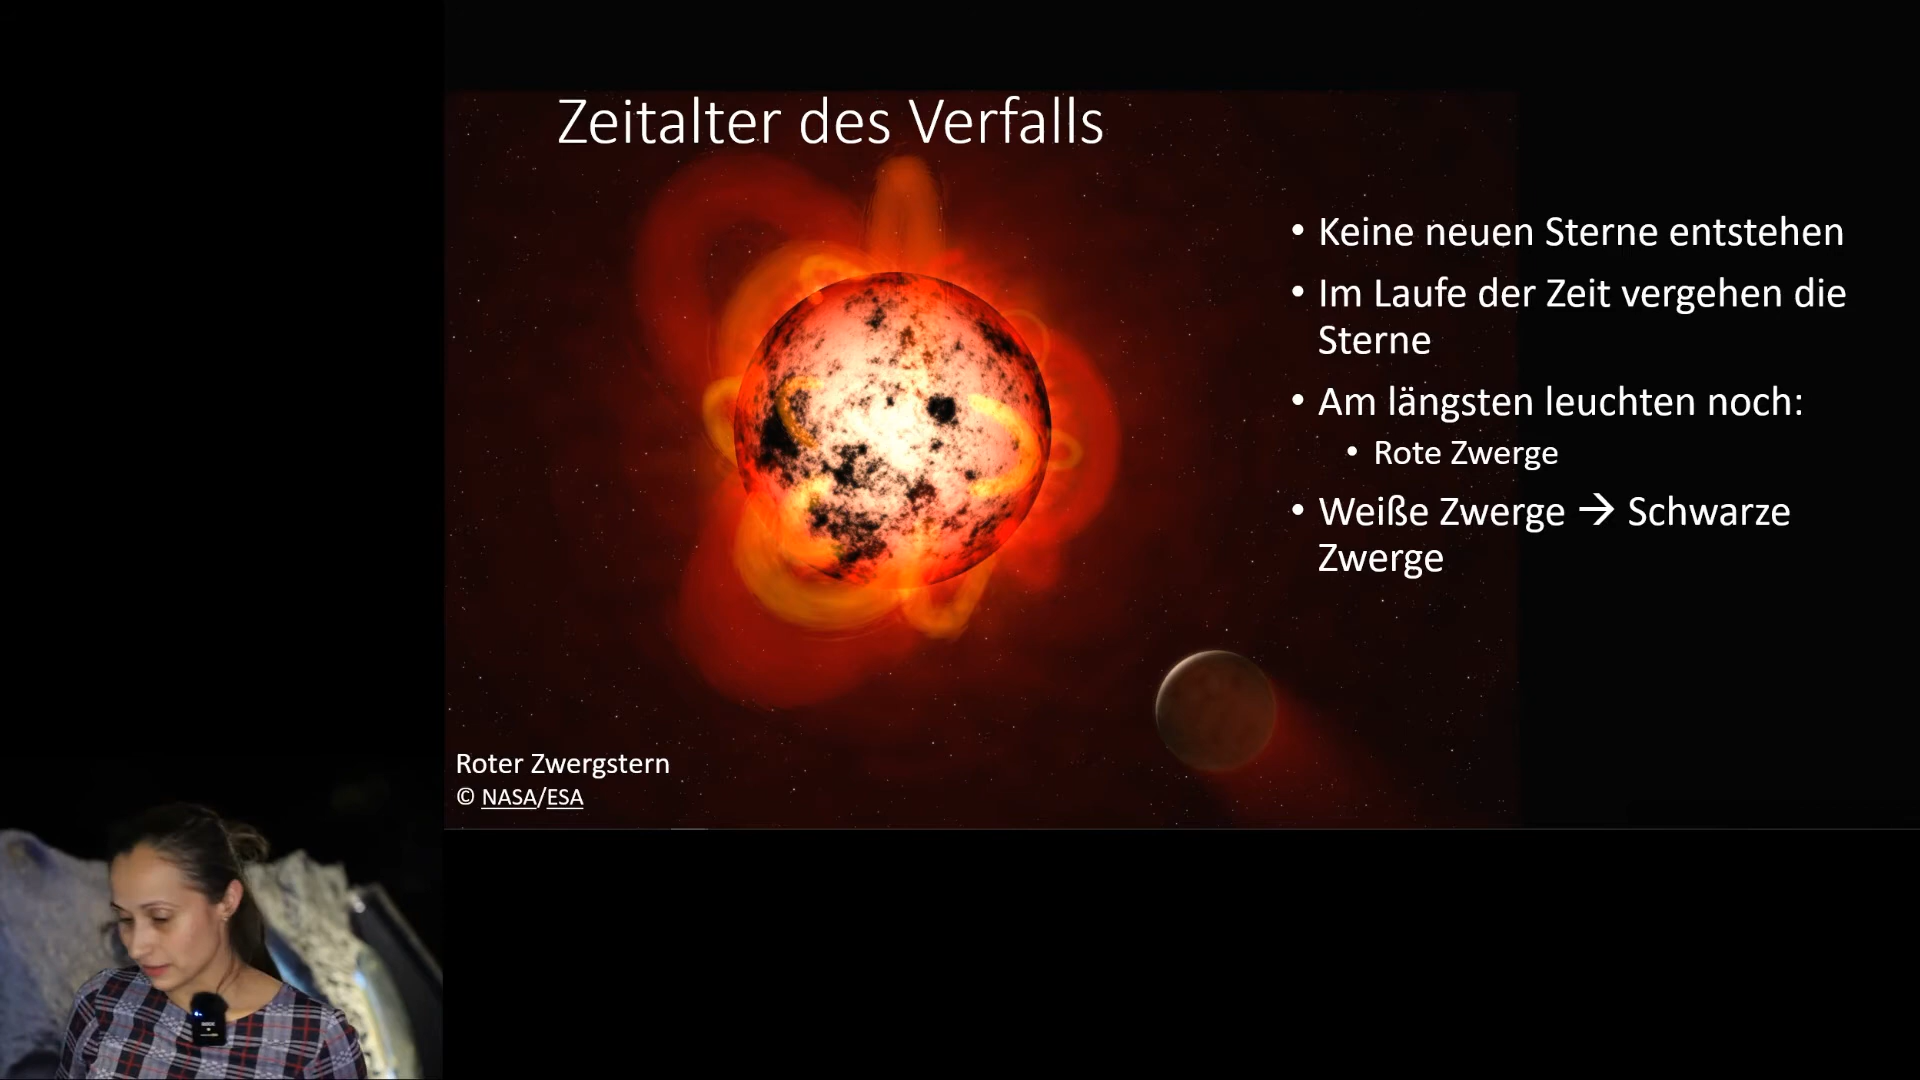 Zeitalter des Verfalls
• Keine neuen Sterne entstehen
• Im Laufe der Zeit vergehen die
Sterne
• Am längsten leuchten noch:
• Rote Zwerge
• Weiße Zwerge → Schwarze
Zwerge
Roter Zwergstern
© NASA/ESA